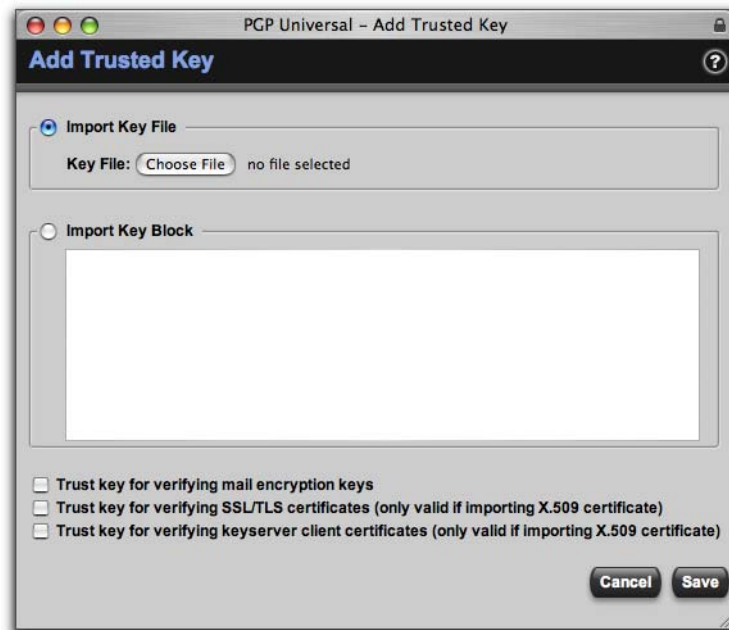 PGP Universal – Add Trusted Key
Add Trusted Key
?
Import Key File
Key File: Choose File no file selected
Import Key Block
Trust key for verifying mail encryption keys
Trust key for verifying SSL/TLS certificates (only valid if importing X.509 certificate)
Trust key for verifying keyserver client certificates (only valid if importing X.509 certificate)
Cancel Save